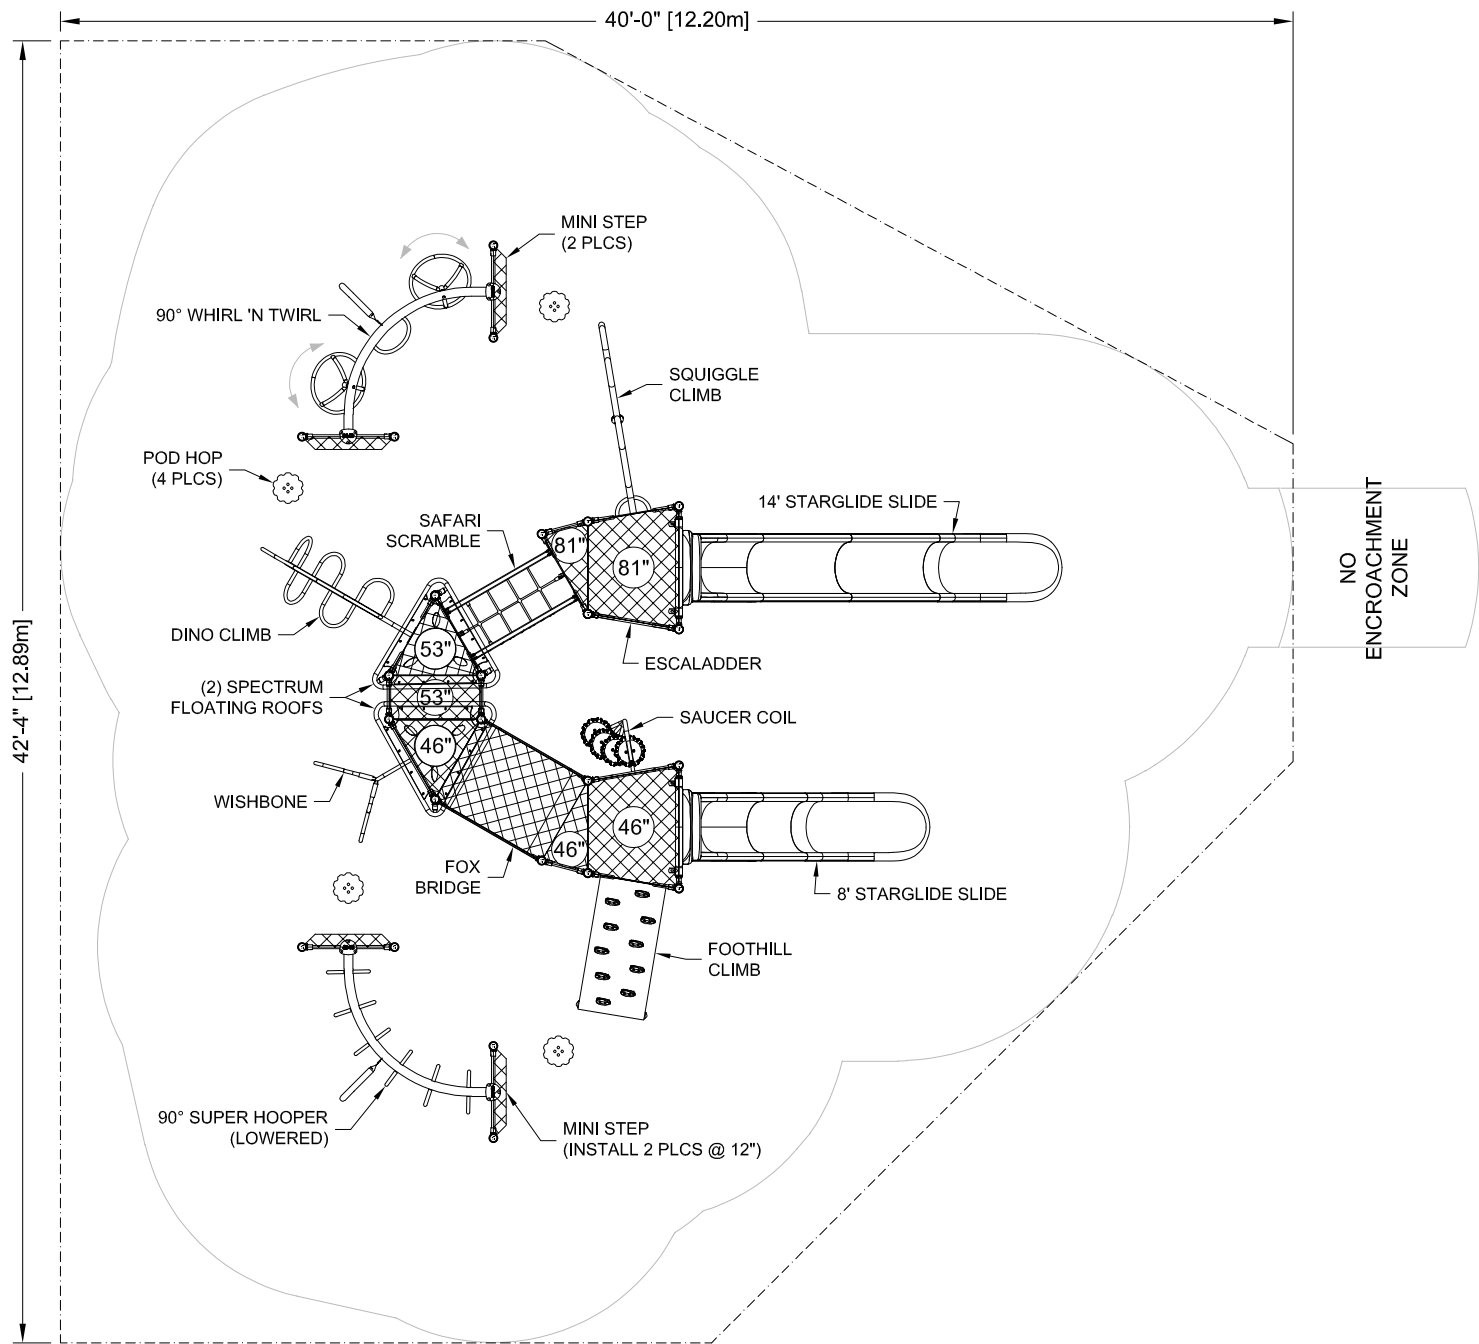 40'-0" [12.20m]
42'-4" [12.89m]
MINI STEP
(2 PLCS)
90° WHIRL 'N TWIRL
SQUIGGLE
CLIMB
POD HOP
(4 PLCS)
SAFARI
SCRAMBLE
14' STARGLIDE SLIDE
NO
ENCROACHMENT
ZONE
81"
81"
DINO CLIMB
53"
ESCALADDER
(2) SPECTRUM
FLOATING ROOFS
53"
SAUCER COIL
46"
WISHBONE
46"
46"
FOX
BRIDGE
8' STARGLIDE SLIDE
FOOTHILL
CLIMB
90° SUPER HOOPER
(LOWERED)
MINI STEP
(INSTALL 2 PLCS @ 12")